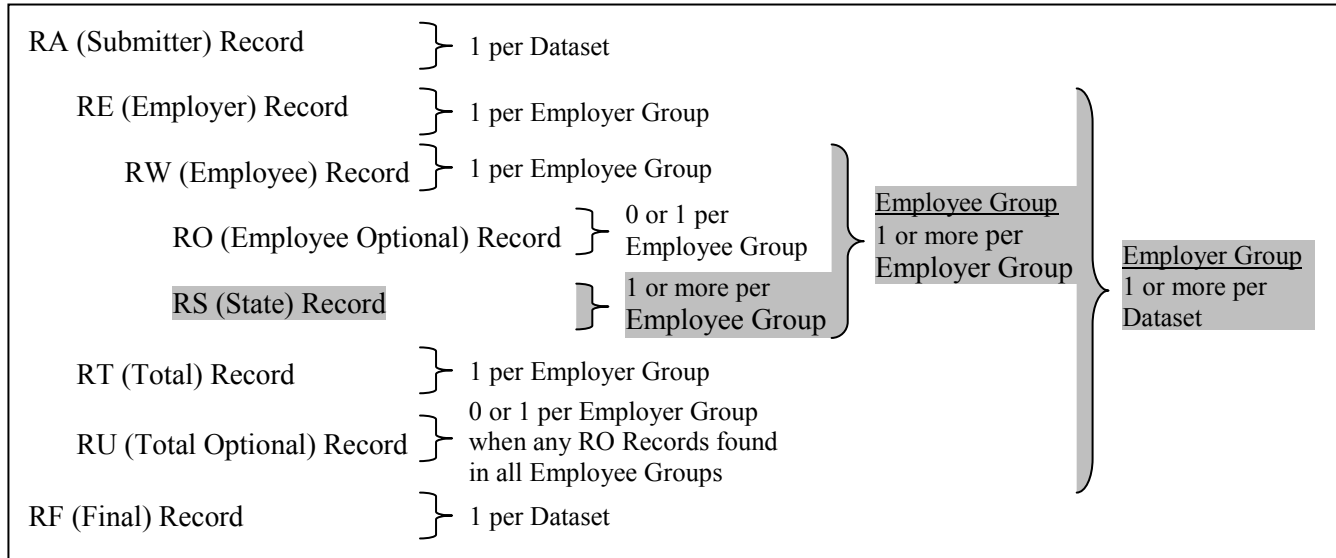 RA (Submitter) Record
1 per Dataset
RE (Employer) Record
1 per Employer Group
RW (Employee) Record
1 per Employee Group
RO (Employee Optional) Record
0 or 1 per
Employee Group
RS (State) Record
1 or more per
Employee Group
Employee Group
1 or more per
Employer Group
RT (Total) Record
1 per Employer Group
RU (Total Optional) Record
0 or 1 per Employer Group
when any RO Records found
in all Employee Groups
Employer Group
1 or more per
Dataset
RF (Final) Record
1 per Dataset